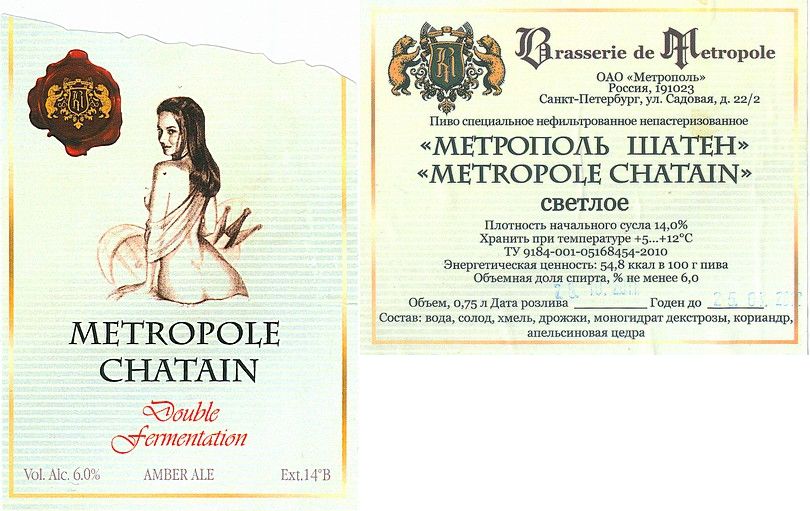 METROPOLE
CHATAIN
Double
Fermentation
Vol. Alc. 6.0% AMBER ALE Ext.14°B
Brasserie de Metropole
ОАО «Метрополь»
Россия, 191023
Санкт-Петербург, ул. Садовая, д. 22/2
Пиво специальное нефильтрованное непастеризованное
«МЕТРОПОЛЬ ШАТЕН»
«METROPOLE CHATAIN»
светлое
Плотность начального сусла 14,0%
Хранить при температуре +5...+12°С
ТУ 9184-001-05168454-2010
Энергетическая ценность: 54,8 ккал в 100 г пива
Объемная доля спирта, % не менее 6,0
Объем, 0,75 л Дата розлива Годен до
Состав: вода, солод, хмель, дрожжи, моногидрат декстрозы, кориандр,
апельсиновая цедра